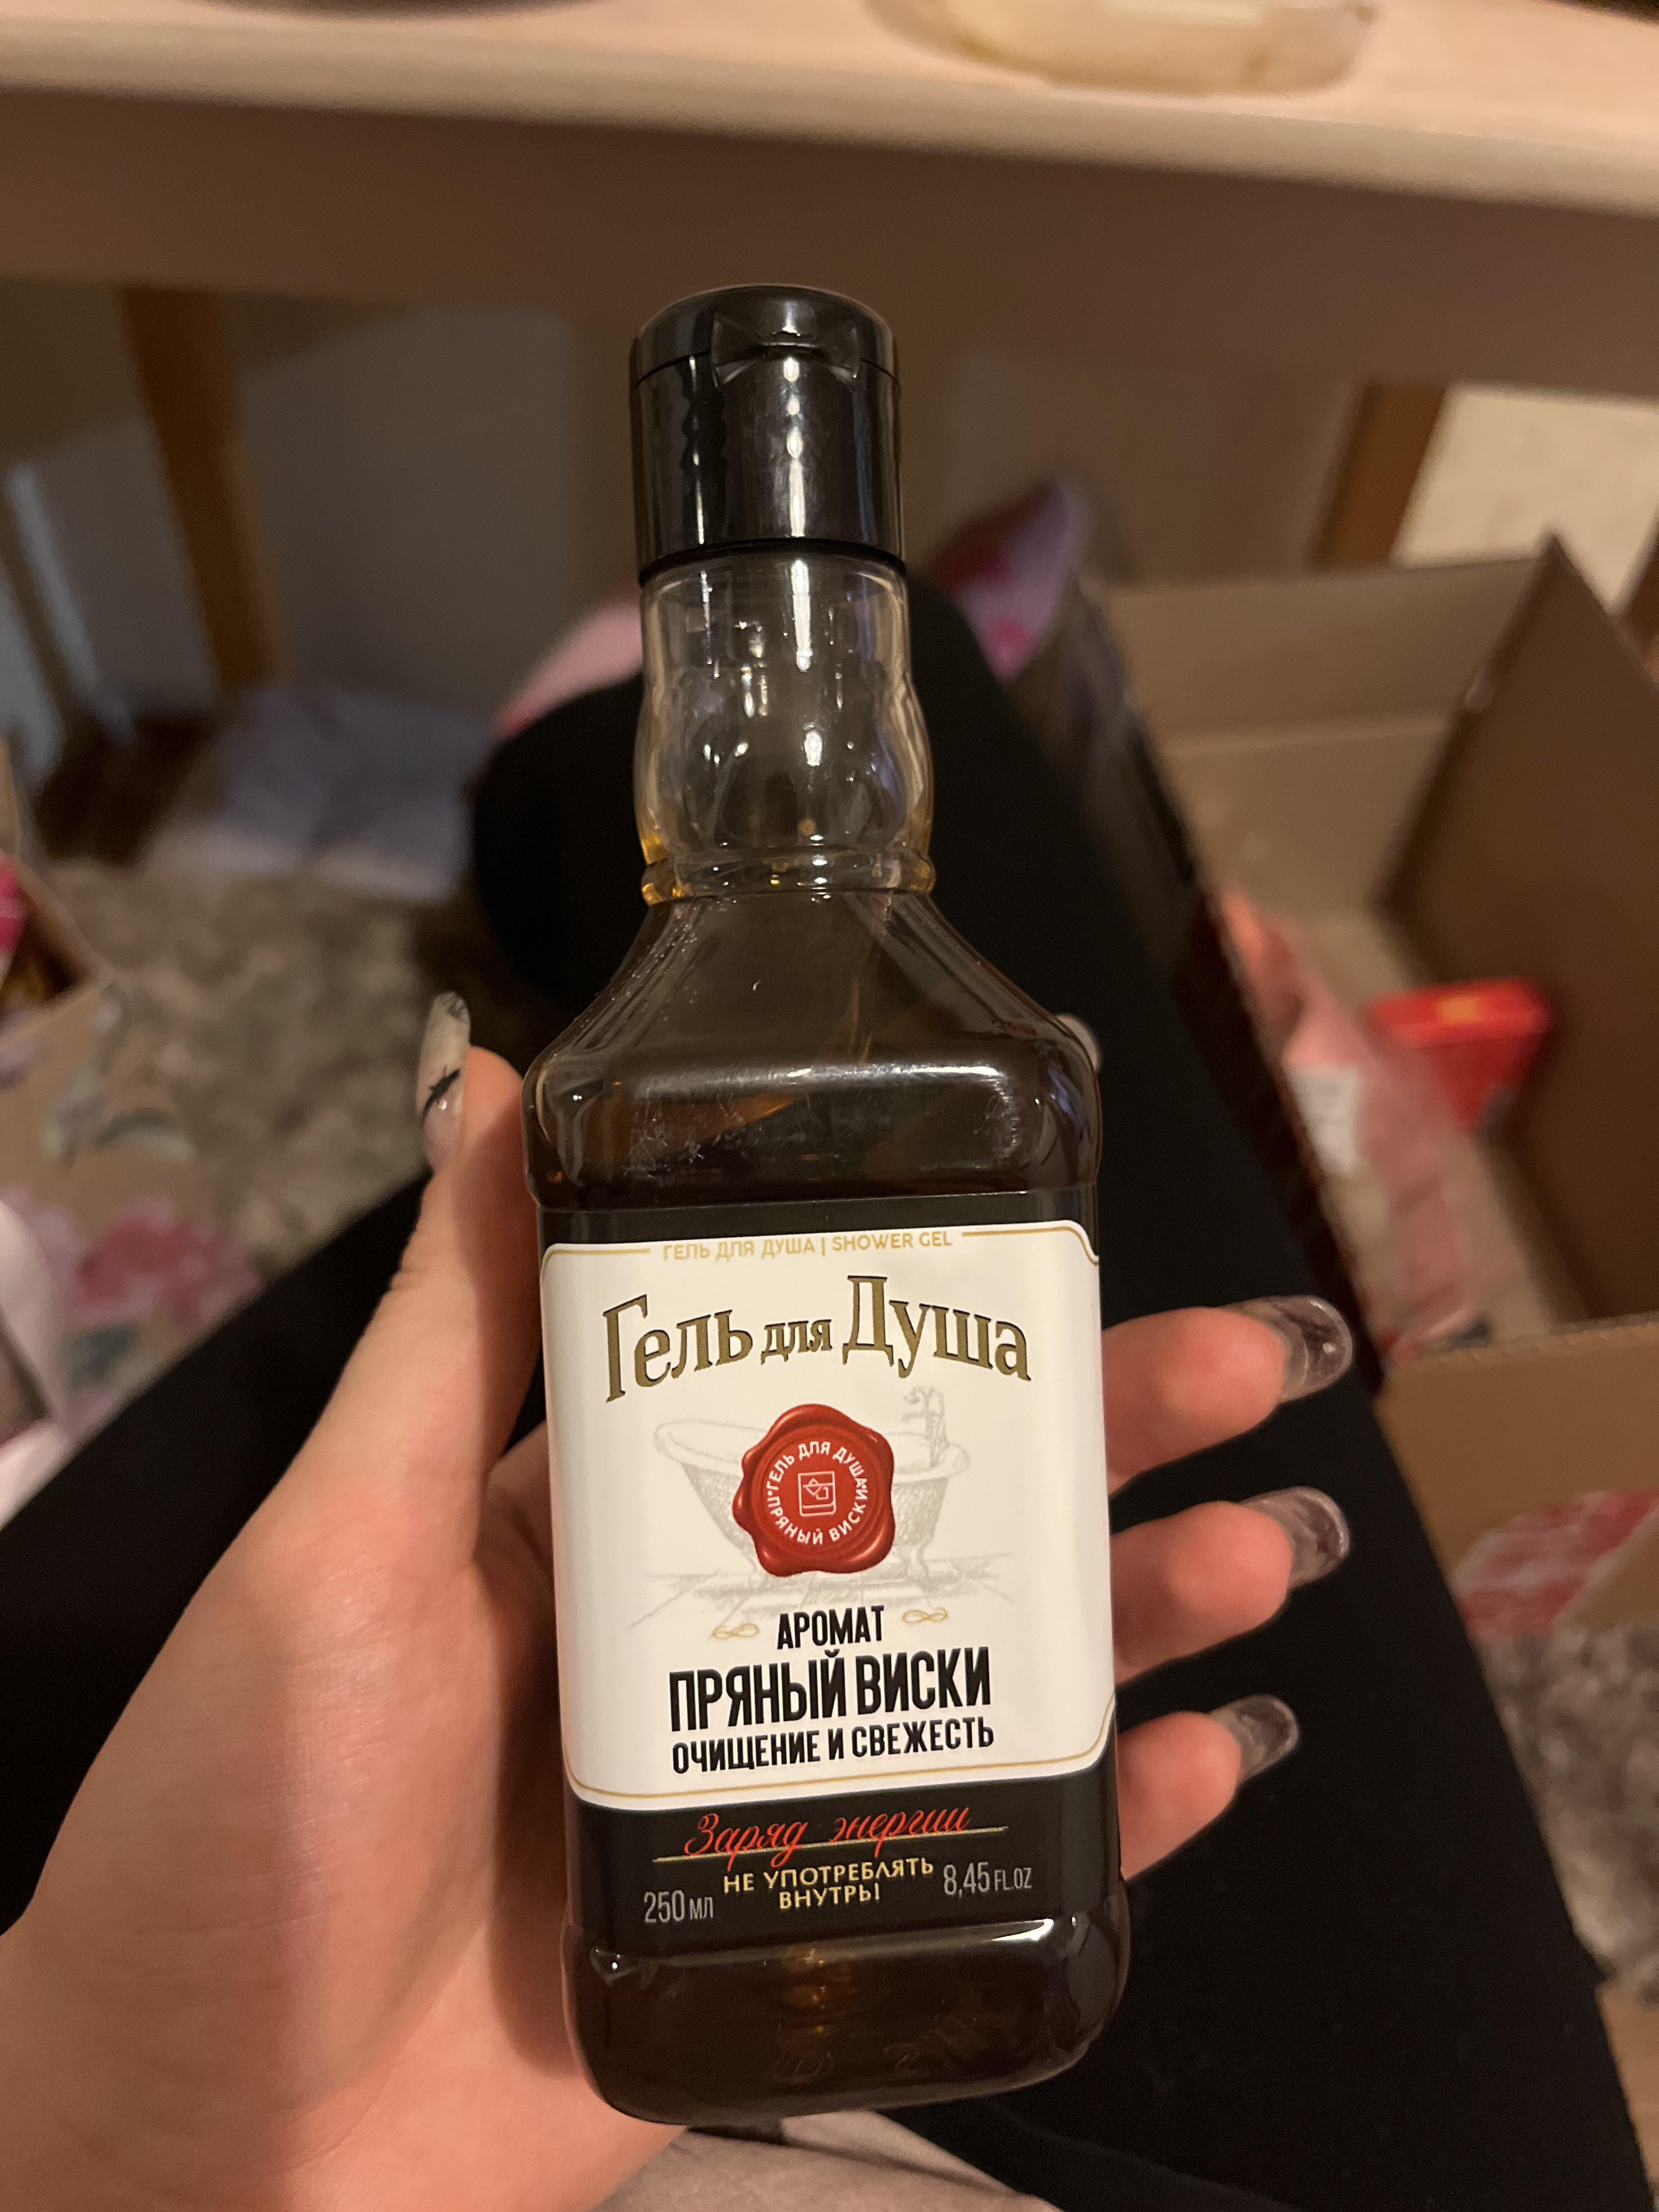 ГЕЛЬ ДЛЯ ДУША | SHOWER GEL
Гель для Душа
•ГЕЛЬ ДЛЯ ДУША•
ПРЯНЫЙ ВИСКИ
АРОМАТ
ПРЯНЫЙ ВИСКИ
ОЧИЩЕНИЕ И СВЕЖЕСТЬ
Заряд энергии
250 МЛ
НЕ УПОТРЕБЛЯТЬ
ВНУТРЬ!
8,45 FL.OZ